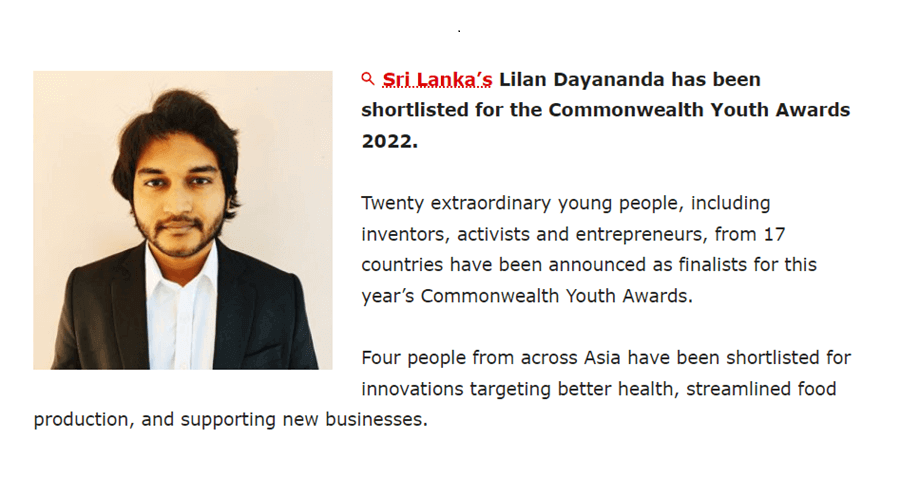 Sri Lanka’s Lilan Dayananda has been
shortlisted for the Commonwealth Youth Awards
2022.
Twenty extraordinary young people, including
inventors, activists and entrepreneurs, from 17
countries have been announced as finalists for this
year’s Commonwealth Youth Awards.
Four people from across Asia have been shortlisted for
innovations targeting better health, streamlined food
production, and supporting new businesses.